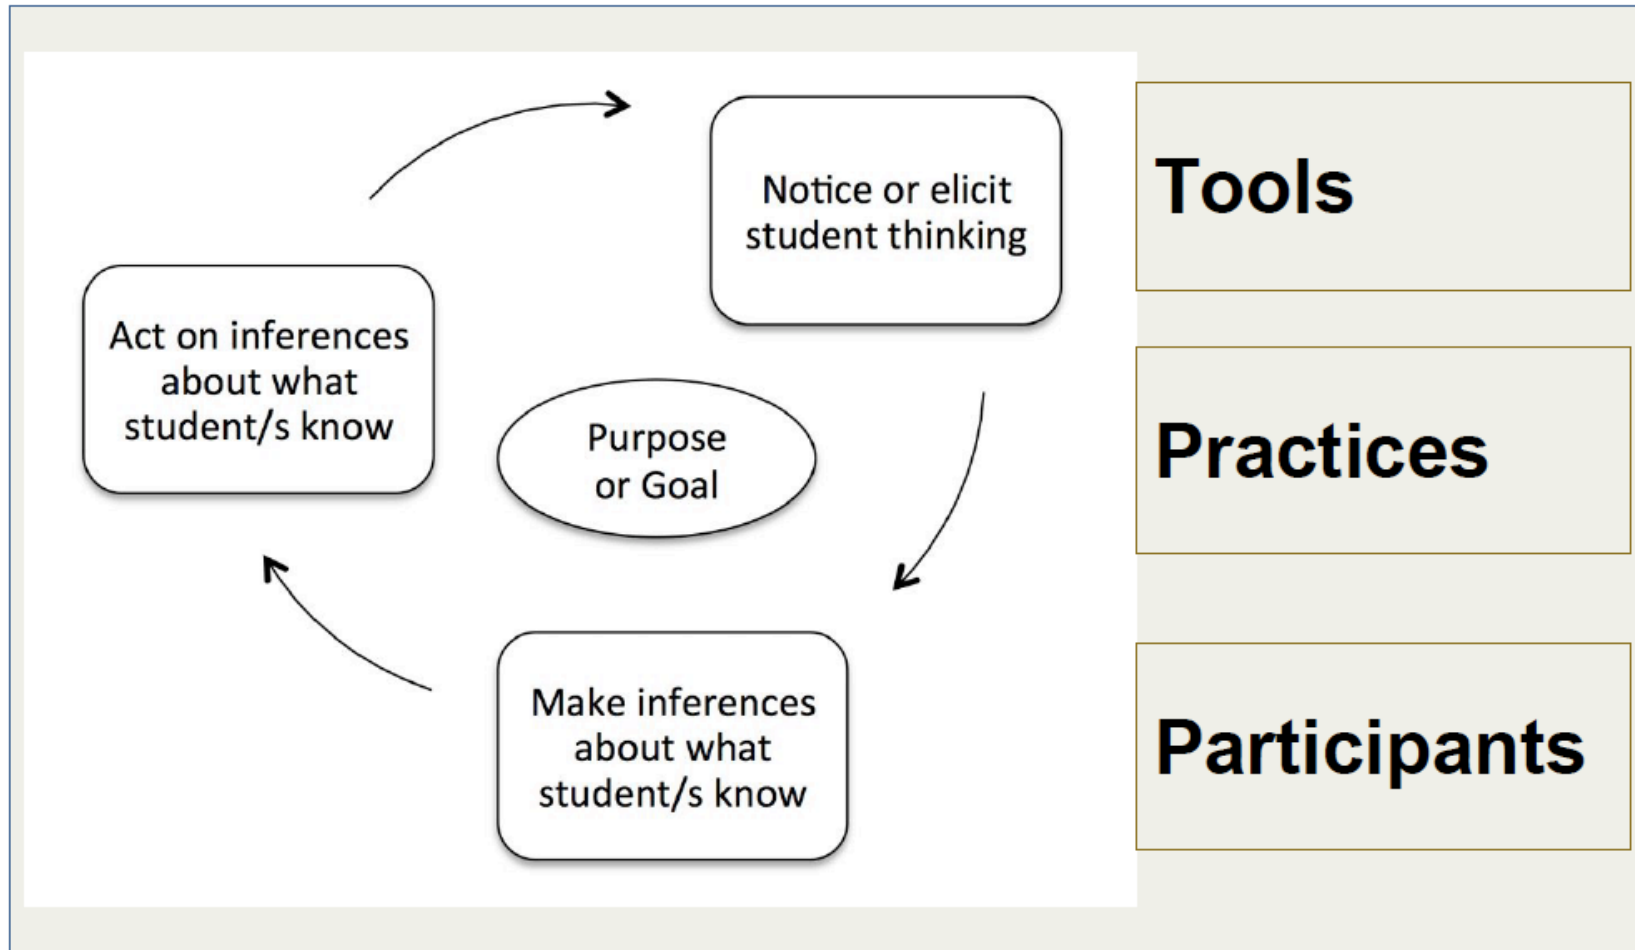 Notice or elicit
student thinking
Act on inferences
about what
student/s know
Purpose
or Goal
Make inferences
about what
student/s know
Tools
Practices
Participants